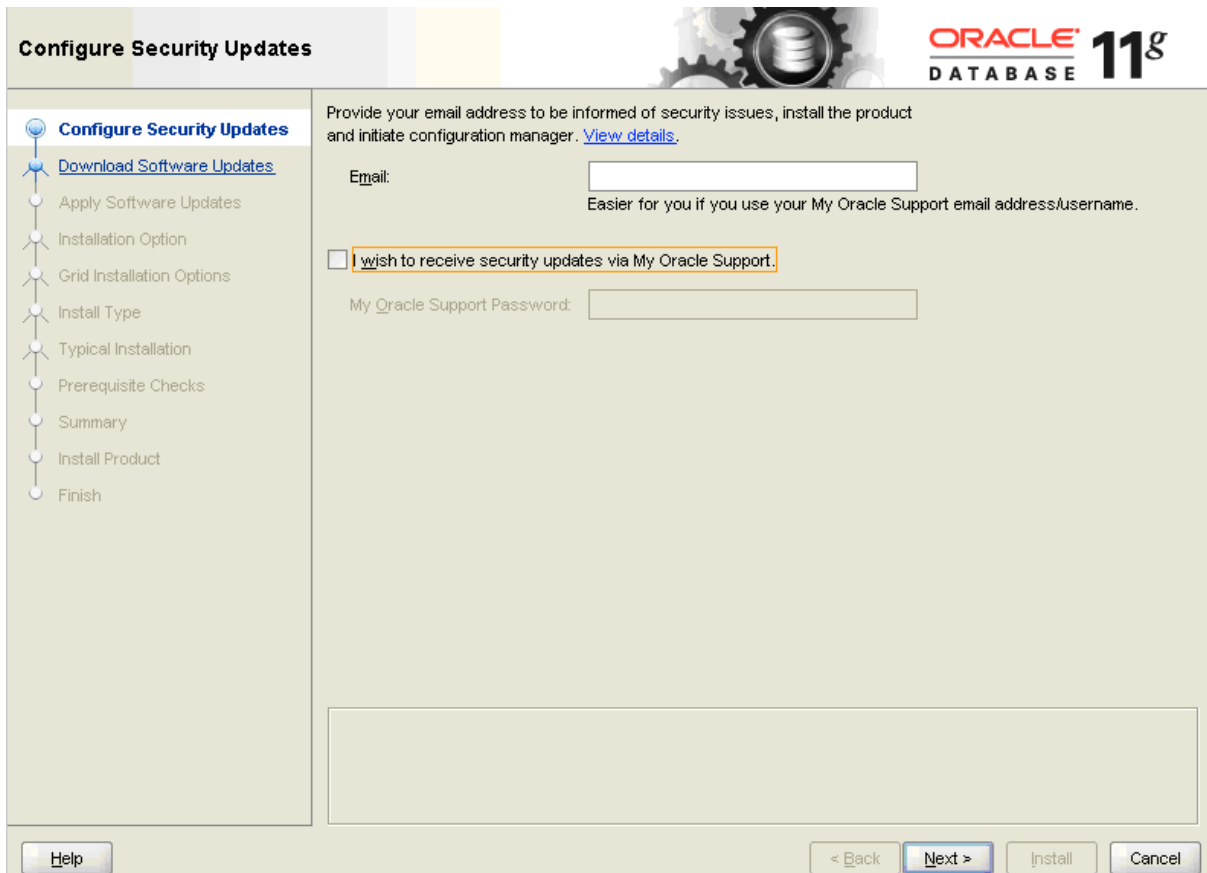 Configure Security Updates
ORACLE
DATABASE
11g
Configure Security Updates
Download Software Updates
Apply Software Updates
Installation Option
Grid Installation Options
Install Type
Typical Installation
Prerequisite Checks
Summary
Install Product
Finish
Provide your email address to be informed of security issues, install the product
and initiate configuration manager. View details.
Email:
Easier for you if you use your My Oracle Support email address/username.
I wish to receive security updates via My Oracle Support.
My Oracle Support Password:
Help
< Back
Next >
Install
Cancel